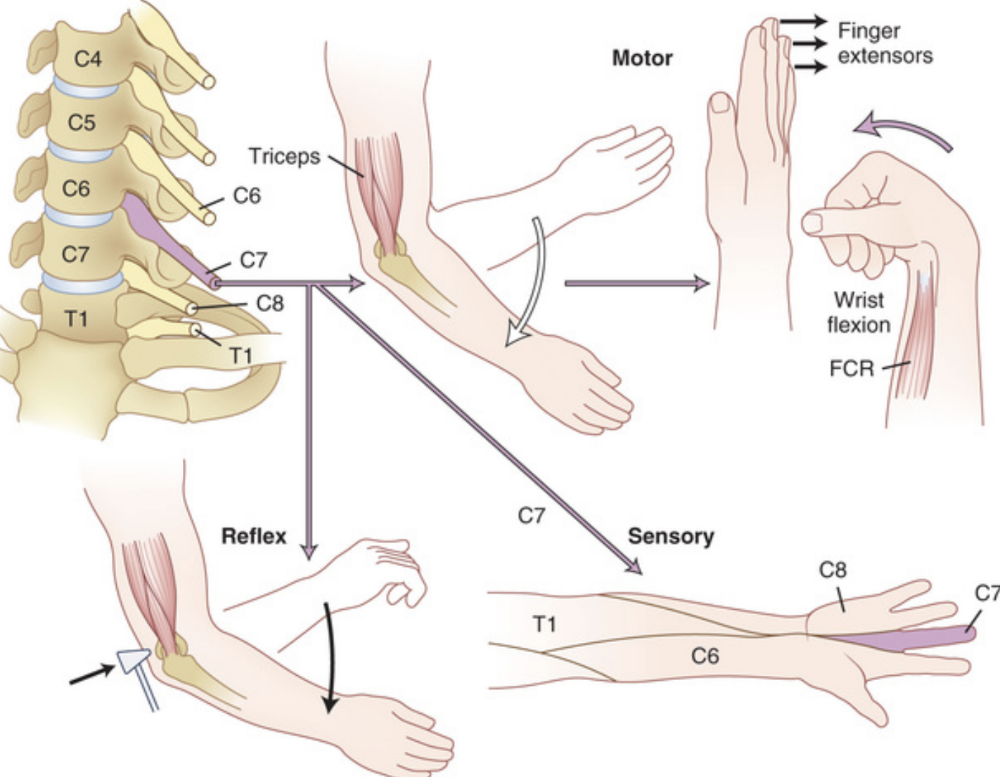 C4
C5
C6
C7
T1
C6
C7
C8
T1
Triceps
Motor
Finger
extensors
Wrist
flexion
FCR
Reflex
C7
Sensory
T1
C6
C8
C7